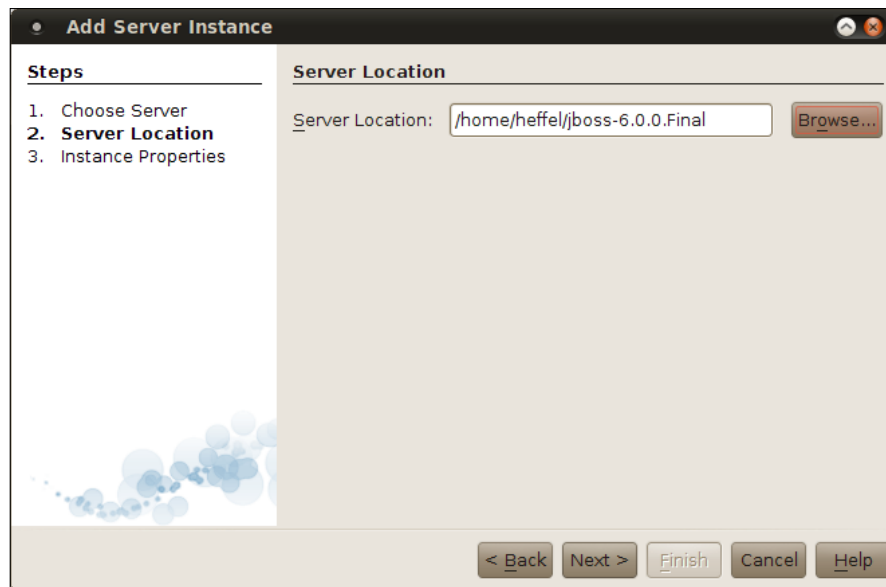 Add Server Instance
Steps
1. Choose Server
2. Server Location
3. Instance Properties
Server Location
Server Location: /home/heffel/jboss-6.0.0.Final Browse...
< Back Next > Finish Cancel Help